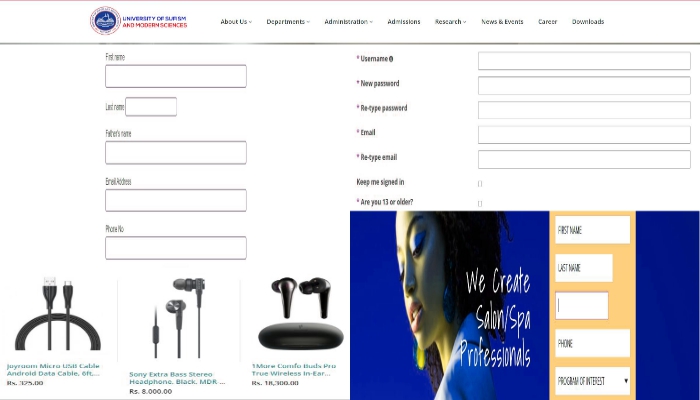 UNIVERSITY OF SUFISM
AND MODERN SCIENCES
About Us
Departments
Administration
Admissions
Research
News & Events
Career
Downloads
First name
Last name
Father's name
Email Address
Phone No
* Username
* New password
* Re-type password
* Email
* Re-type email
Keep me signed in
* Are you 13 or older?
Joyroom Micro USB Cable
Android Data Cable, 6ft,...
Rs. 325.00
Sony Extra Bass Stereo
Headphone, Black, MDR ...
Rs. 8,000.00
1More Comfo Buds Pro
True Wireless In-Ear...
Rs. 18,300.00
We Create
Salon/Spa
Professionals
FIRST NAME
LAST NAME
PHONE
PROGRAM OF INTEREST